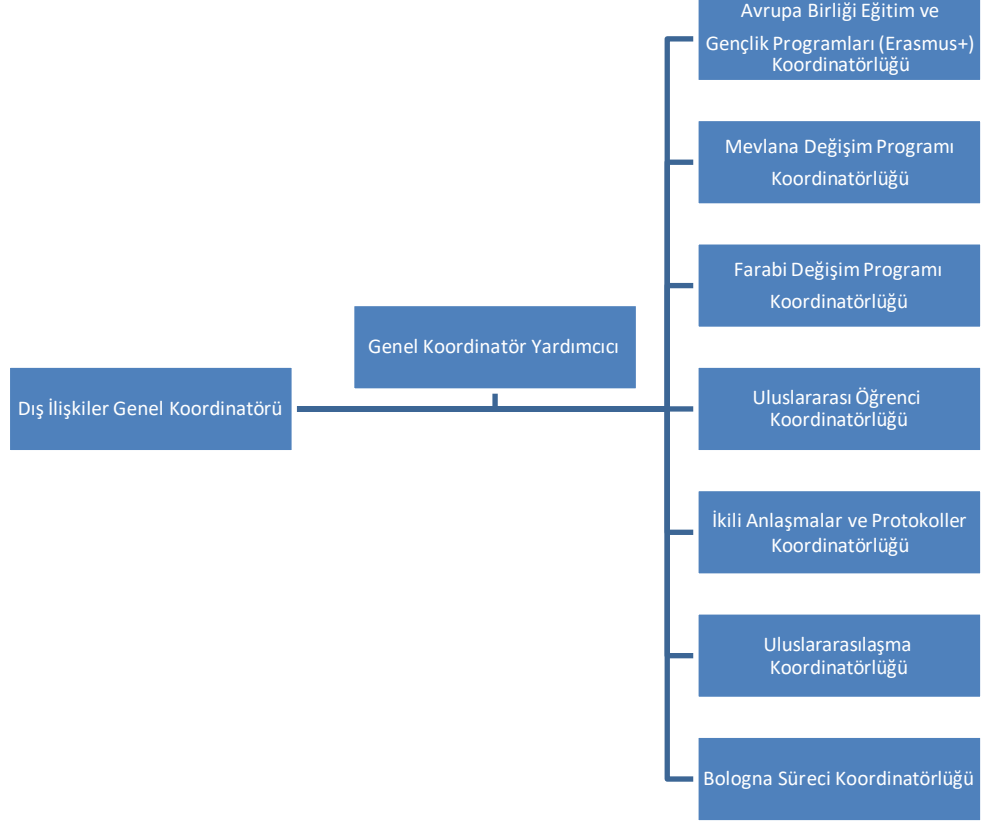 Avrupa Birliği Eğitim ve
Gençlik Programları (Erasmus+)
Koordinatörlüğü
Mevlana Değişim Programı
Koordinatörlüğü
Farabi Değişim Programı
Koordinatörlüğü
Genel Koordinatör Yardımcıcı
Dış İlişkiler Genel Koordinatörü
Uluslararası Öğrenci
Koordinatörlüğü
İkili Anlaşmalar ve Protokoller
Koordinatörlüğü
Uluslararasılaşma
Koordinatörlüğü
Bologna Süreci Koordinatörlüğü